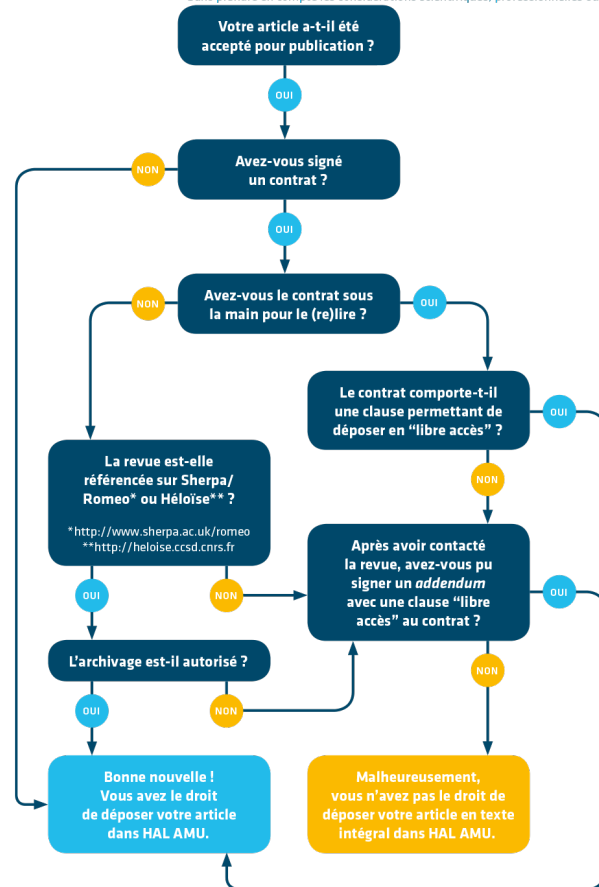 Votre article a-t-il été
accepté pour publication ?
OUI
Avez-vous signé
un contrat ?
NON
OUI
Avez-vous le contrat sous
la main pour le (re)lire ?
NON
OUI
Le contrat comporte-t-il
une clause permettant de
déposer en “libre accès” ?
OUI
NON
La revue est-elle
référencée sur Sherpa/
Romeo* ou Héloïse** ?
*http://www.sherpa.ac.uk/romeo
**http://heloise.ccsd.cnrs.fr
OUI
NON
Après avoir contacté
la revue, avez-vous pu
signer un addendum
avec une clause “libre
accès” au contrat ?
OUI
NON
L’archivage est-il autorisé ?
OUI
NON
Bonne nouvelle !
Vous avez le droit
de déposer votre article
dans HAL AMU.
Malheureusement,
vous n’avez pas le droit de
déposer votre article en texte
intégral dans HAL AMU.